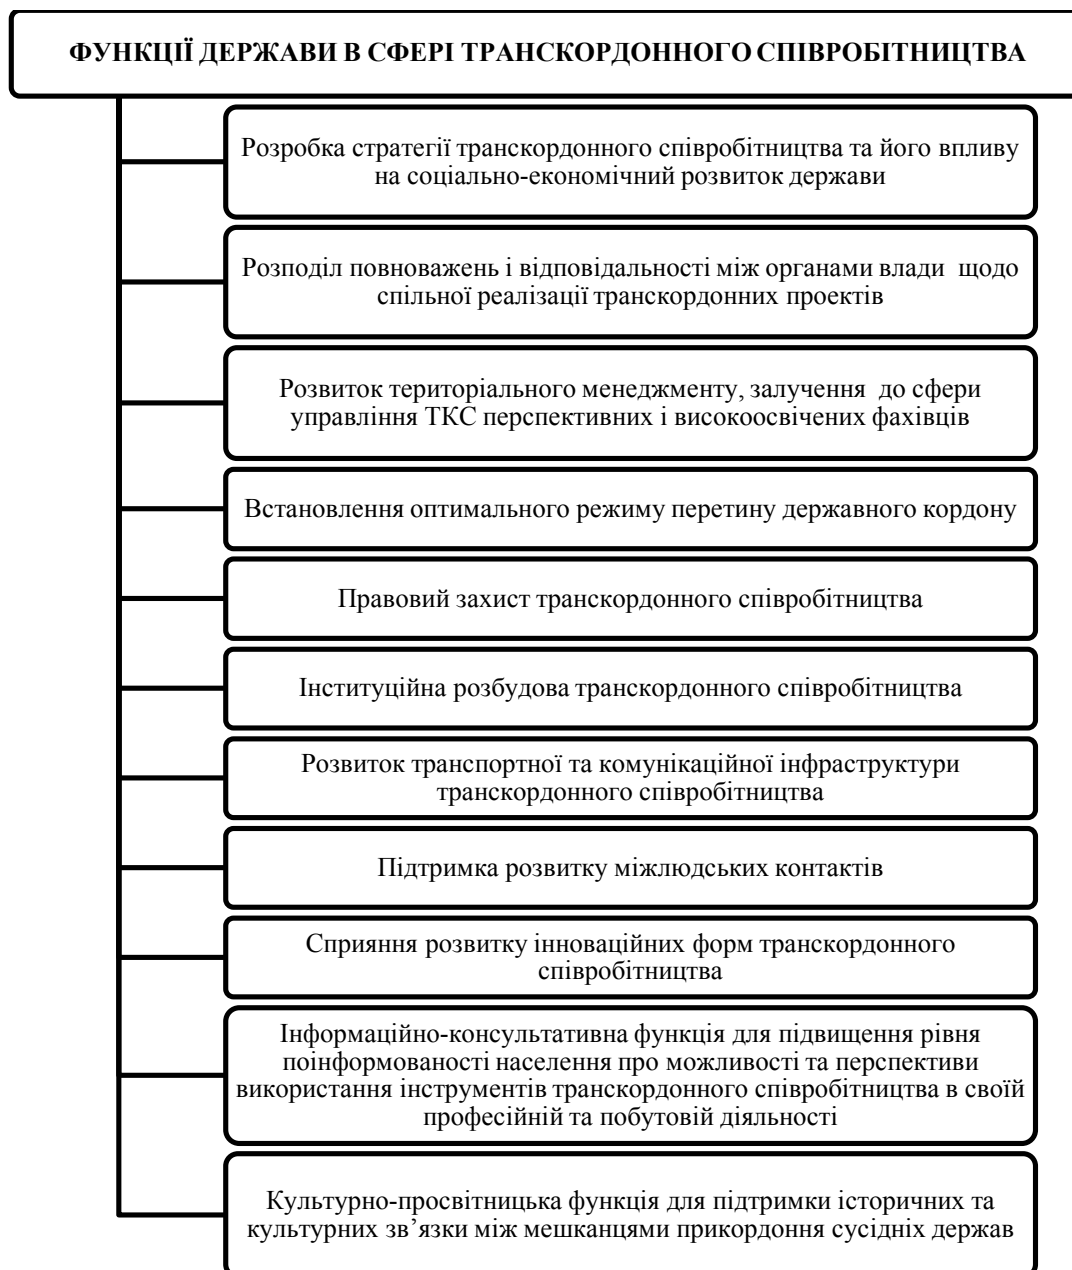 ФУНКЦІЇ ДЕРЖАВИ В СФЕРІ ТРАНСКОРДОННОГО СПІВРОБІТНИЦТВА
Розробка стратегії транскордонного співробітництва та його впливу
на соціально-економічний розвиток держави
Розподіл повноважень і відповідальності між органами влади щодо
спільної реалізації транскордонних проектів
Розвиток територіального менеджменту, залучення до сфери
управління ТКС перспективних і високоосвічених фахівців
Встановлення оптимального режиму перетину державного кордону
Правовий захист транскордонного співробітництва
Інституційна розбудова транскордонного співробітництва
Розвиток транспортної та комунікаційної інфраструктури
транскордонного співробітництва
Підтримка розвитку міжлюдських контактів
Сприяння розвитку інноваційних форм транскордонного
співробітництва
Інформаційно-консультативна функція для підвищення рівня
поінформованості населення про можливості та перспективи
використання інструментів транскордонного співробітництва в своїй
професійній та побутовій діяльності
Культурно-просвітницька функція для підтримки історичних та
культурних зв’язки між мешканцями прикордоння сусідніх держав